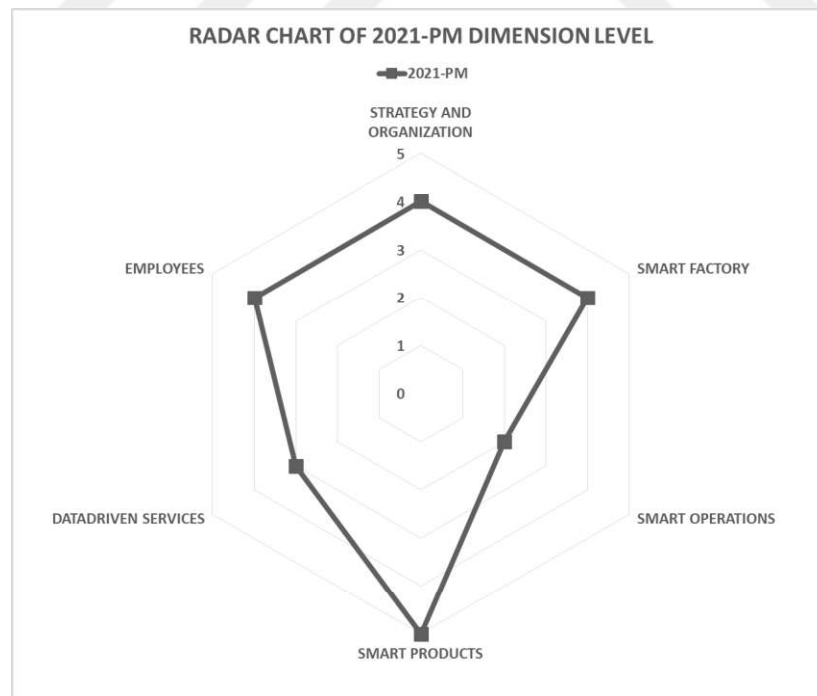 RADAR CHART OF 2021-PM DIMENSION LEVEL
2021-PM
STRATEGY AND
ORGANIZATION
5
4
3
2
1
0
EMPLOYEES
SMART FACTORY
DATADRIVEN SERVICES
SMART OPERATIONS
SMART PRODUCTS